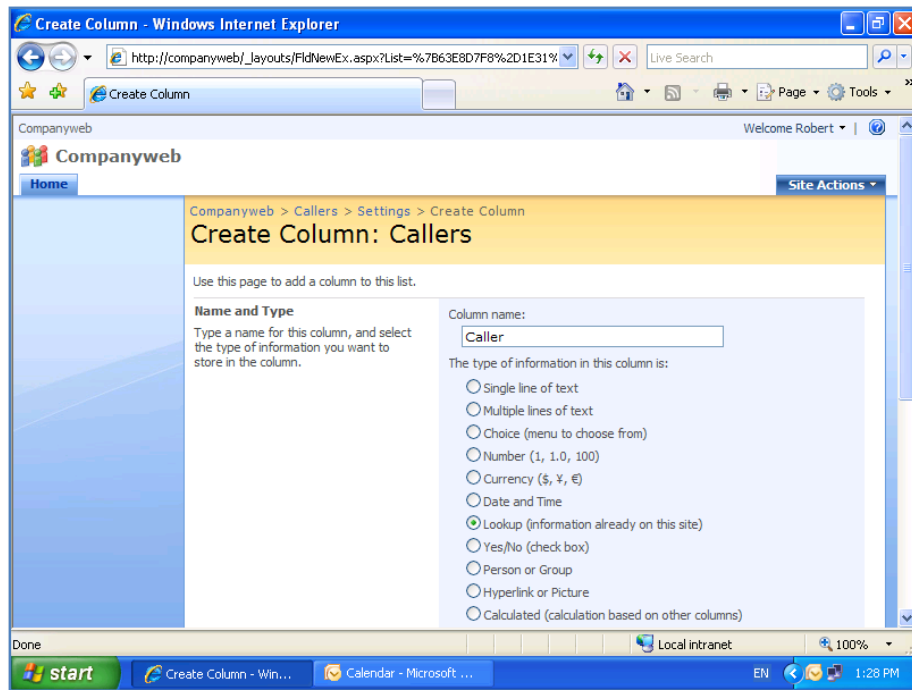 Create Column - Windows Internet Explorer
http://companyweb/_layouts/FldNewEx.aspx?List=%7B63E8D7F8%2D1E31%
Live Search
Create Column
Page
Tools
Companyweb
Welcome Robert
Companyweb
Home
Site Actions
Companyweb > Callers > Settings > Create Column
Create Column: Callers
Use this page to add a column to this list.
Name and Type
Type a name for this column, and select
the type of information you want to
store in the column.
Column name:
Caller
The type of information in this column is:
Single line of text
Multiple lines of text
Choice (menu to choose from)
Number (1, 1.0, 100)
Currency ($, ¥, €)
Date and Time
Lookup (information already on this site)
Yes/No (check box)
Person or Group
Hyperlink or Picture
Calculated (calculation based on other columns)
Done
Local intranet
100%
start
Create Column - Win...
Calendar - Microsoft ...
EN
1:28 PM